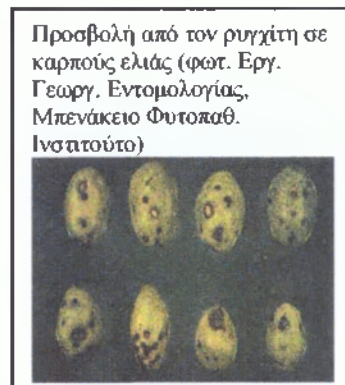 Προσβολή από τον ρυγχίτη σε
καρπούς ελιάς (φωτ. Εργ.
Γεωργ. Εντομολογίας,
Μπενάκειο Φυτοπαθ.
Ινστιτούτο)